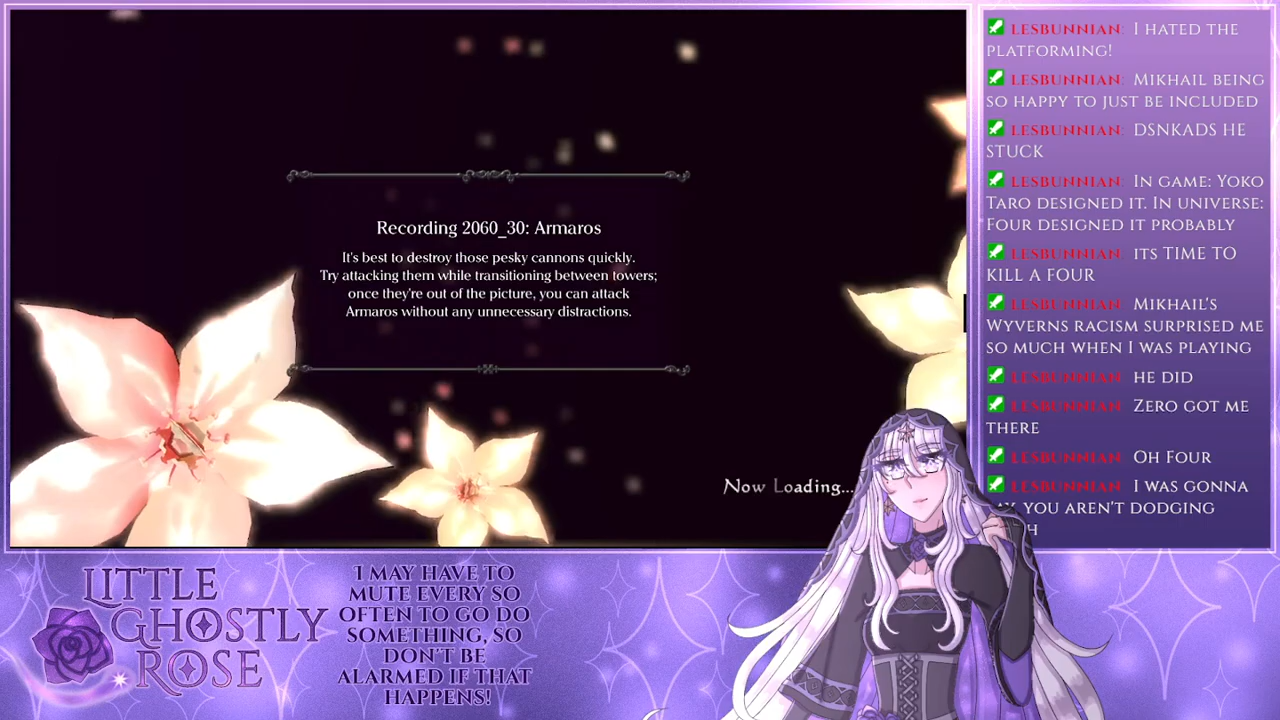 Recording 2060_30: Armaros
It's best to destroy those pesky cannons quickly.
Try attacking them while transitioning between towers;
once they're out of the picture, you can attack
Armaros without any unnecessary distractions.
Now Loading...
LESBUNNIAN: I HATED THE
PLATFORMING!
LESBUNNIAN: MIKHAIL BEING
SO HAPPY TO JUST BE INCLUDED
LESBUNNIAN: DSNKADS HE
STUCK
LESBUNNIAN: IN GAME: YOKO
TARO DESIGNED IT. IN UNIVERSE:
FOUR DESIGNED IT PROBABLY
LESBUNNIAN: ITS TIME TO
KILL A FOUR
LESBUNNIAN: MIKHAIL'S
WYVERNS RACISM SURPRISED ME
SO MUCH WHEN I WAS PLAYING
LESBUNNIAN: HE DID
LESBUNNIAN: ZERO GOT ME
THERE
LESBUNNIAN: OH FOUR
LESBUNNIAN: I WAS GONNA
YOU AREN'T DODGING
LITTLE
GHOSTLY
ROSE
I MAY HAVE TO
MUTE EVERY SO
OFTEN TO GO DO
SOMETHING, SO
DON'T BE
ALARMED IF THAT
HAPPENS!